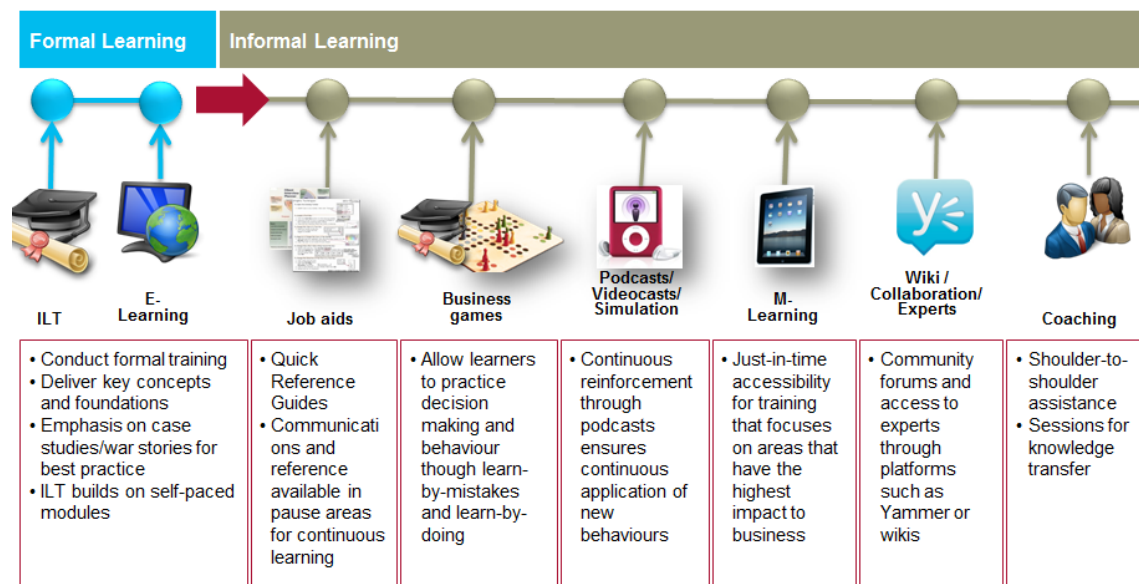 Formal Learning
Informal Learning
ILT
E-
Learning
Job aids
Business
games
Podcasts/
Videocasts/
Simulation
M-
Learning
Wiki /
Collaboration/
Experts
Coaching
• Conduct formal training
• Deliver key concepts
and foundations
• Emphasis on case
studies/war stories for
best practice
• ILT builds on self-paced
modules
• Quick
Reference
Guides
• Communicati
ons and
reference
available in
pause areas
for continuous
learning
• Allow learners
to practice
decision
making and
behaviour
though learn-
by-mistakes
and learn-by-
doing
• Continuous
reinforcement
through
podcasts
ensures
continuous
application of
new
behaviours
• Just-in-time
accessibility
for training
that focuses
on areas that
have the
highest
impact to
business
• Community
forums and
access to
experts
through
platforms
such as
Yammer or
wikis
• Shoulder-to-
shoulder
assistance
• Sessions for
knowledge
transfer